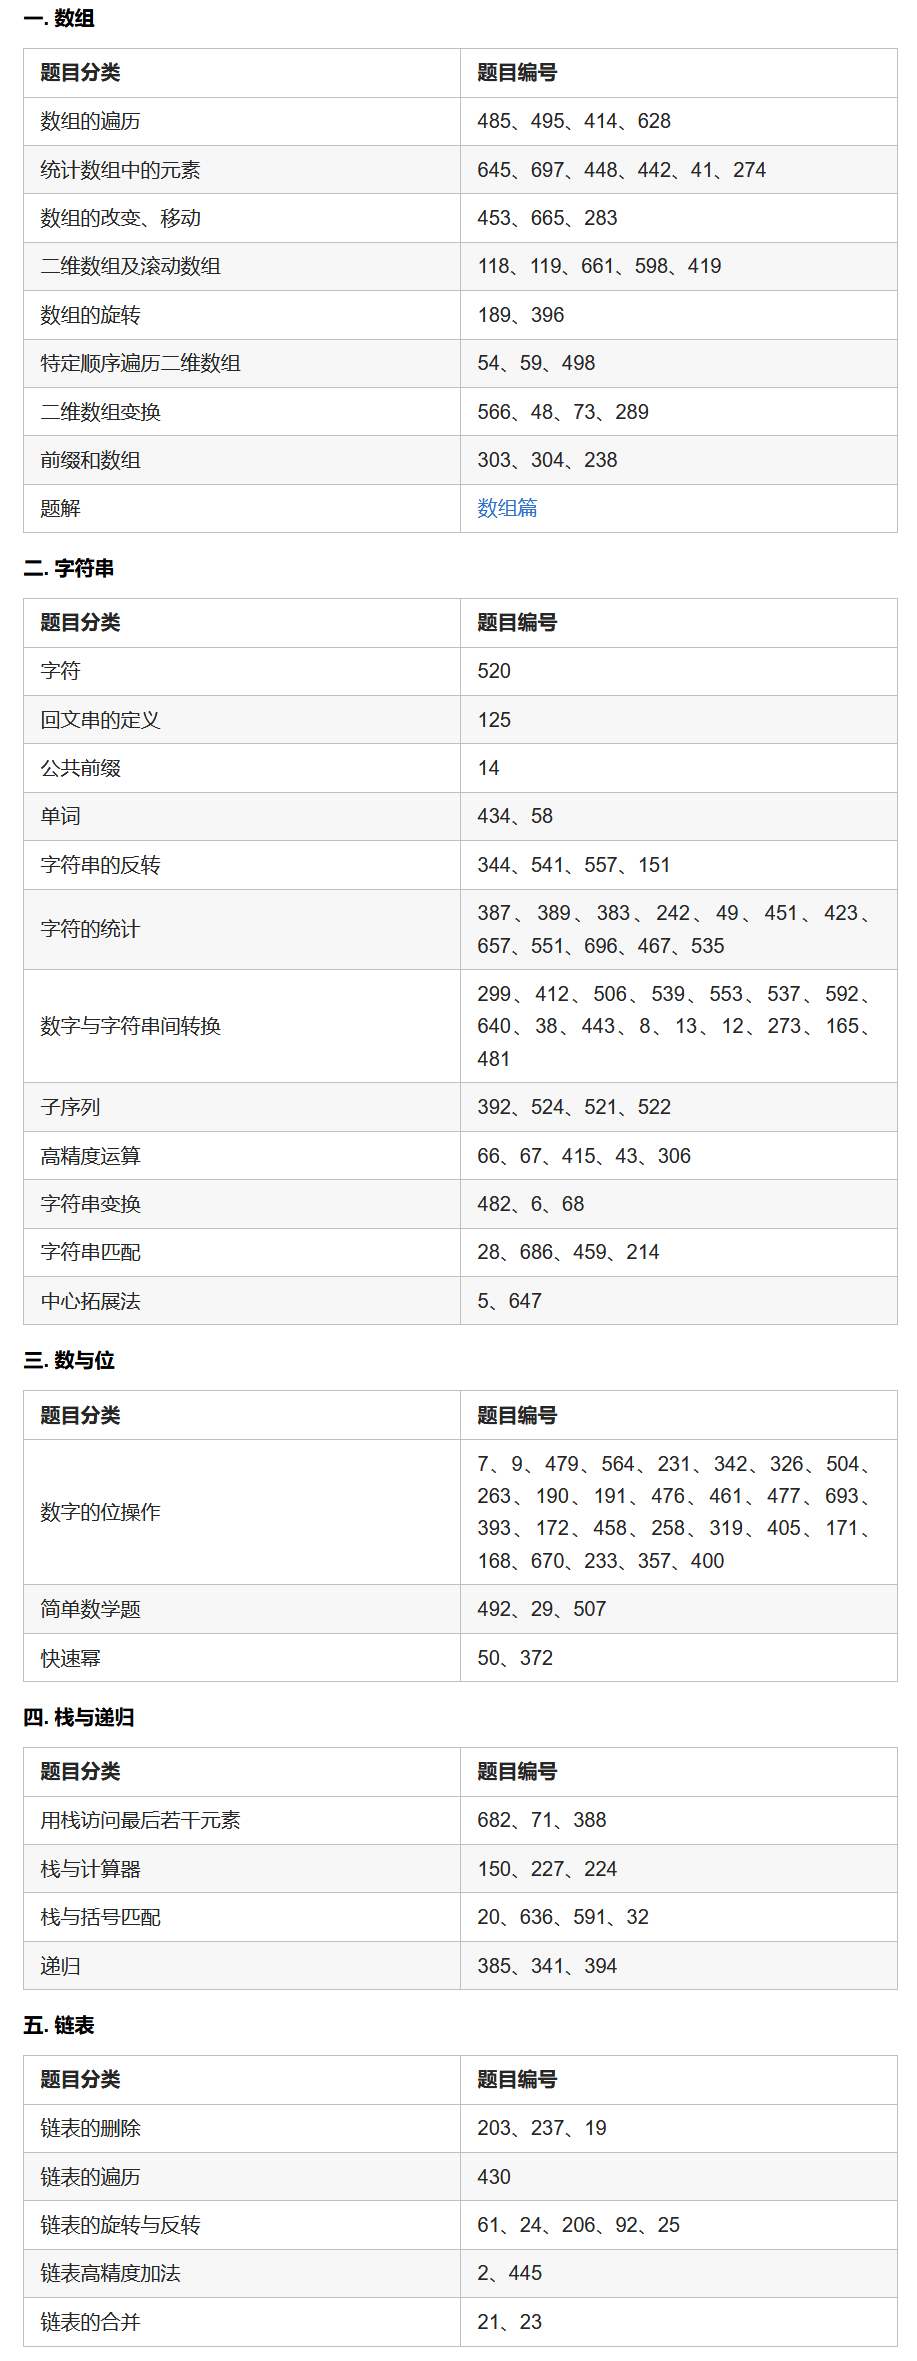 一. 数组
题目分类 题目编号
数组的遍历 485、495、414、628
统计数组中的元素 645、697、448、442、41、274
数组的改变、移动 453、665、283
二维数组及滚动数组 118、119、661、598、419
数组的旋转 189、396
特定顺序遍历二维数组 54、59、498
二维数组变换 566、48、73、289
前缀和数组 303、304、238
题解 数组篇
二. 字符串
题目分类 题目编号
字符 520
回文串的定义 125
公共前缀 14
单词 434、58
字符串的反转 344、541、557、151
字符的统计 387、389、383、242、49、451、423、
657、551、696、467、535
数字与字符串间转换 299、412、506、539、553、537、592、
640、38、443、8、13、12、273、165、
481
子序列 392、524、521、522
高精度运算 66、67、415、43、306
字符串变换 482、6、68
字符串匹配 28、686、459、214
中心拓展法 5、647
三. 数与位
题目分类 题目编号
数字的位操作 7、9、479、564、231、342、326、504、
263、190、191、476、461、477、693、
393、172、458、258、319、405、171、
168、670、233、357、400
简单数学题 492、29、507
快速幂 50、372
四. 栈与递归
题目分类 题目编号
用栈访问最后若干元素 682、71、388
栈与计算器 150、227、224
栈与括号匹配 20、636、591、32
递归 385、341、394
五. 链表
题目分类 题目编号
链表的删除 203、237、19
链表的遍历 430
链表的旋转与反转 61、24、206、92、25
链表高精度加法 2、445
链表的合并 21、23